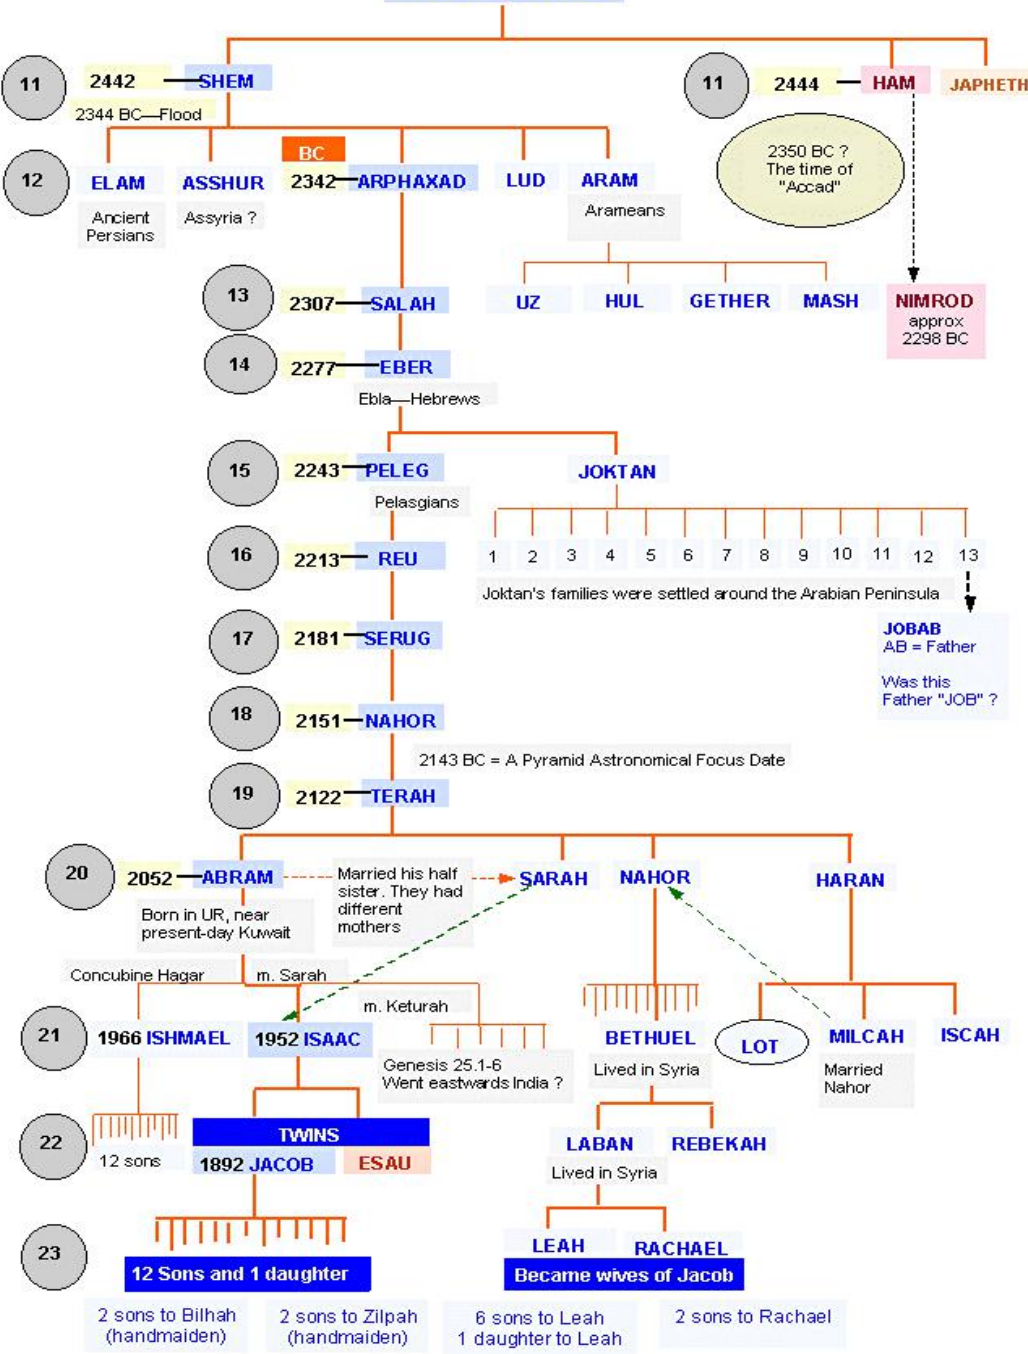 11
2442
SHEM
11
2444
HAM
JAPHETH
2344 BC—Flood
2350 BC ?
The time of
"Accad"
BC
12
ELAM
ASSHUR
2342
ARPHAXAD
LUD
ARAM
Ancient
Persians
Assyria ?
Arameans
13
2307
SALAH
UZ
HUL
GETHER
MASH
NIMROD
approx
2298 BC
14
2277
EBER
Ebla—Hebrews
15
2243
PELEG
JOKTAN
Pelasgians
16
2213
REU
1 2 3 4 5 6 7 8 9 10 11 12 13
Joktan's families were settled around the Arabian Peninsula
JOBAB
AB = Father
Was this
Father "JOB" ?
17
2181
SERUG
18
2151
NAHOR
2143 BC = A Pyramid Astronomical Focus Date
19
2122
TERAH
20
2052
ABRAM
Married his half
sister. They had
different
mothers
SARAH
NAHOR
HARAN
Born in UR, near
present-day Kuwait
Concubine Hagar
m. Sarah
m. Keturah
21
1966 ISHMAEL
1952 ISAAC
Genesis 25.1-6
Went eastwards India ?
BETHUEL
Lived in Syria
LOT
MILCAH
Married
Nahor
ISCAH
22
12 sons
TWINS
1892 JACOB
ESAU
LABAN
REBEKAH
Lived in Syria
23
12 Sons and 1 daughter
LEAH
RACHAEL
Became wives of Jacob
2 sons to Bilhah
(handmaiden)
2 sons to Zilpah
(handmaiden)
6 sons to Leah
1 daughter to Leah
2 sons to Rachael